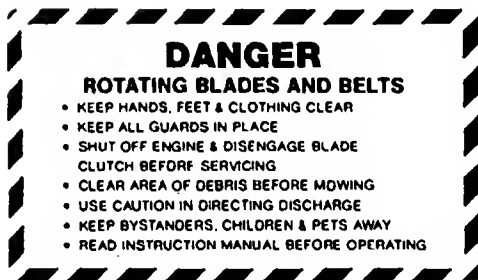 DANGER
ROTATING BLADES AND BELTS
• KEEP HANDS, FEET & CLOTHING CLEAR
• KEEP ALL GUARDS IN PLACE
• SHUT OFF ENGINE & DISENGAGE BLADE
CLUTCH BEFORE SERVICING
• CLEAR AREA OF DEBRIS BEFORE MOWING
• USE CAUTION IN DIRECTING DISCHARGE
• KEEP BYSTANDERS, CHILDREN & PETS AWAY
• READ INSTRUCTION MANUAL BEFORE OPERATING